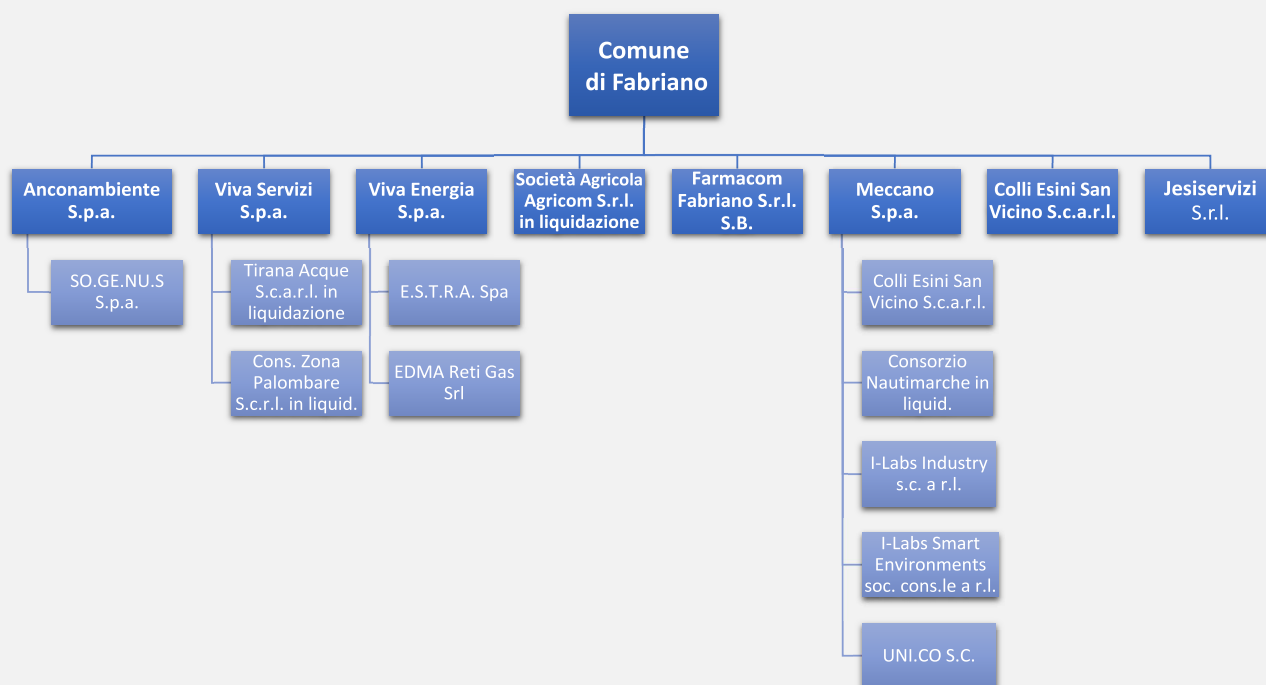 Comune
di Fabriano
Anconambiente
S.p.a.
Viva Servizi
S.p.a.
Viva Energia
S.p.a.
Società Agricola
Agricom S.r.l.
in liquidazione
Farmacom
Fabriano S.r.l.
S.B.
Meccano
S.p.a.
Colli Esini San
Vicino S.c.a.r.l.
Jesiservizi
S.r.l.
SO.GE.NU.S
S.p.a.
Tirana Acque
S.c.a.r.l. in
liquidazione
Cons. Zona
Palombare
S.c.r.l. in liquid.
E.S.T.R.A. Spa
EDMA Reti Gas
Srl
Colli Esini San
Vicino S.c.a.r.l.
Consorzio
Nautimarche in
liquid.
I-Labs Industry
s.c. a r.l.
I-Labs Smart
Environments
soc. cons.le a r.l.
UNI.CO S.C.